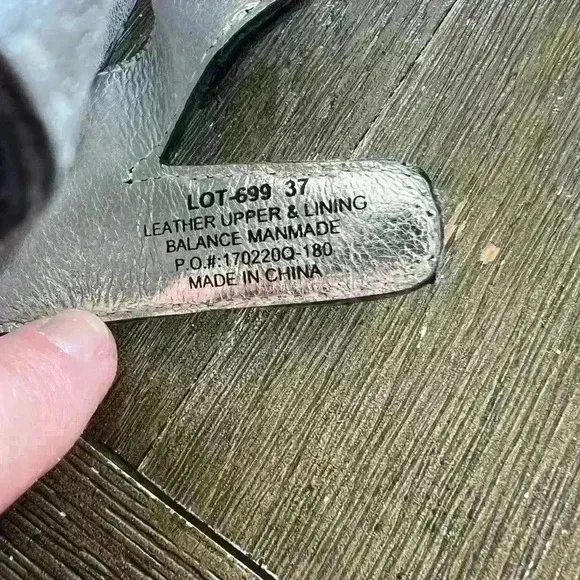 LOT-699 37
LEATHER UPPER & LINING
BALANCE MANMADE
P.O.#:170220Q-180
MADE IN CHINA